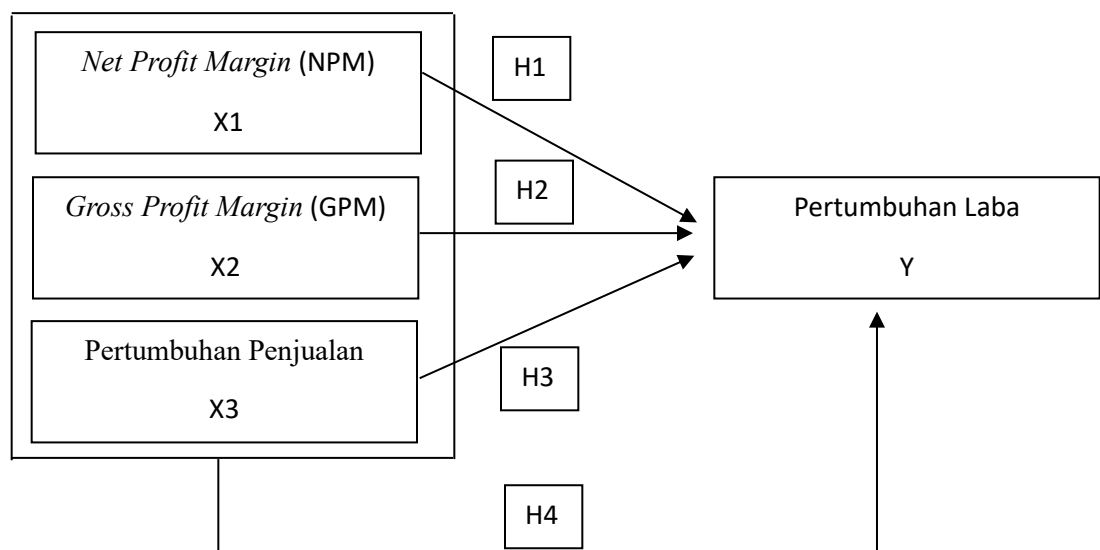 Net Profit Margin (NPM)
X1
H1
Gross Profit Margin (GPM)
X2
H2
Pertumbuhan Laba
Y
Pertumbuhan Penjualan
X3
H3
H4